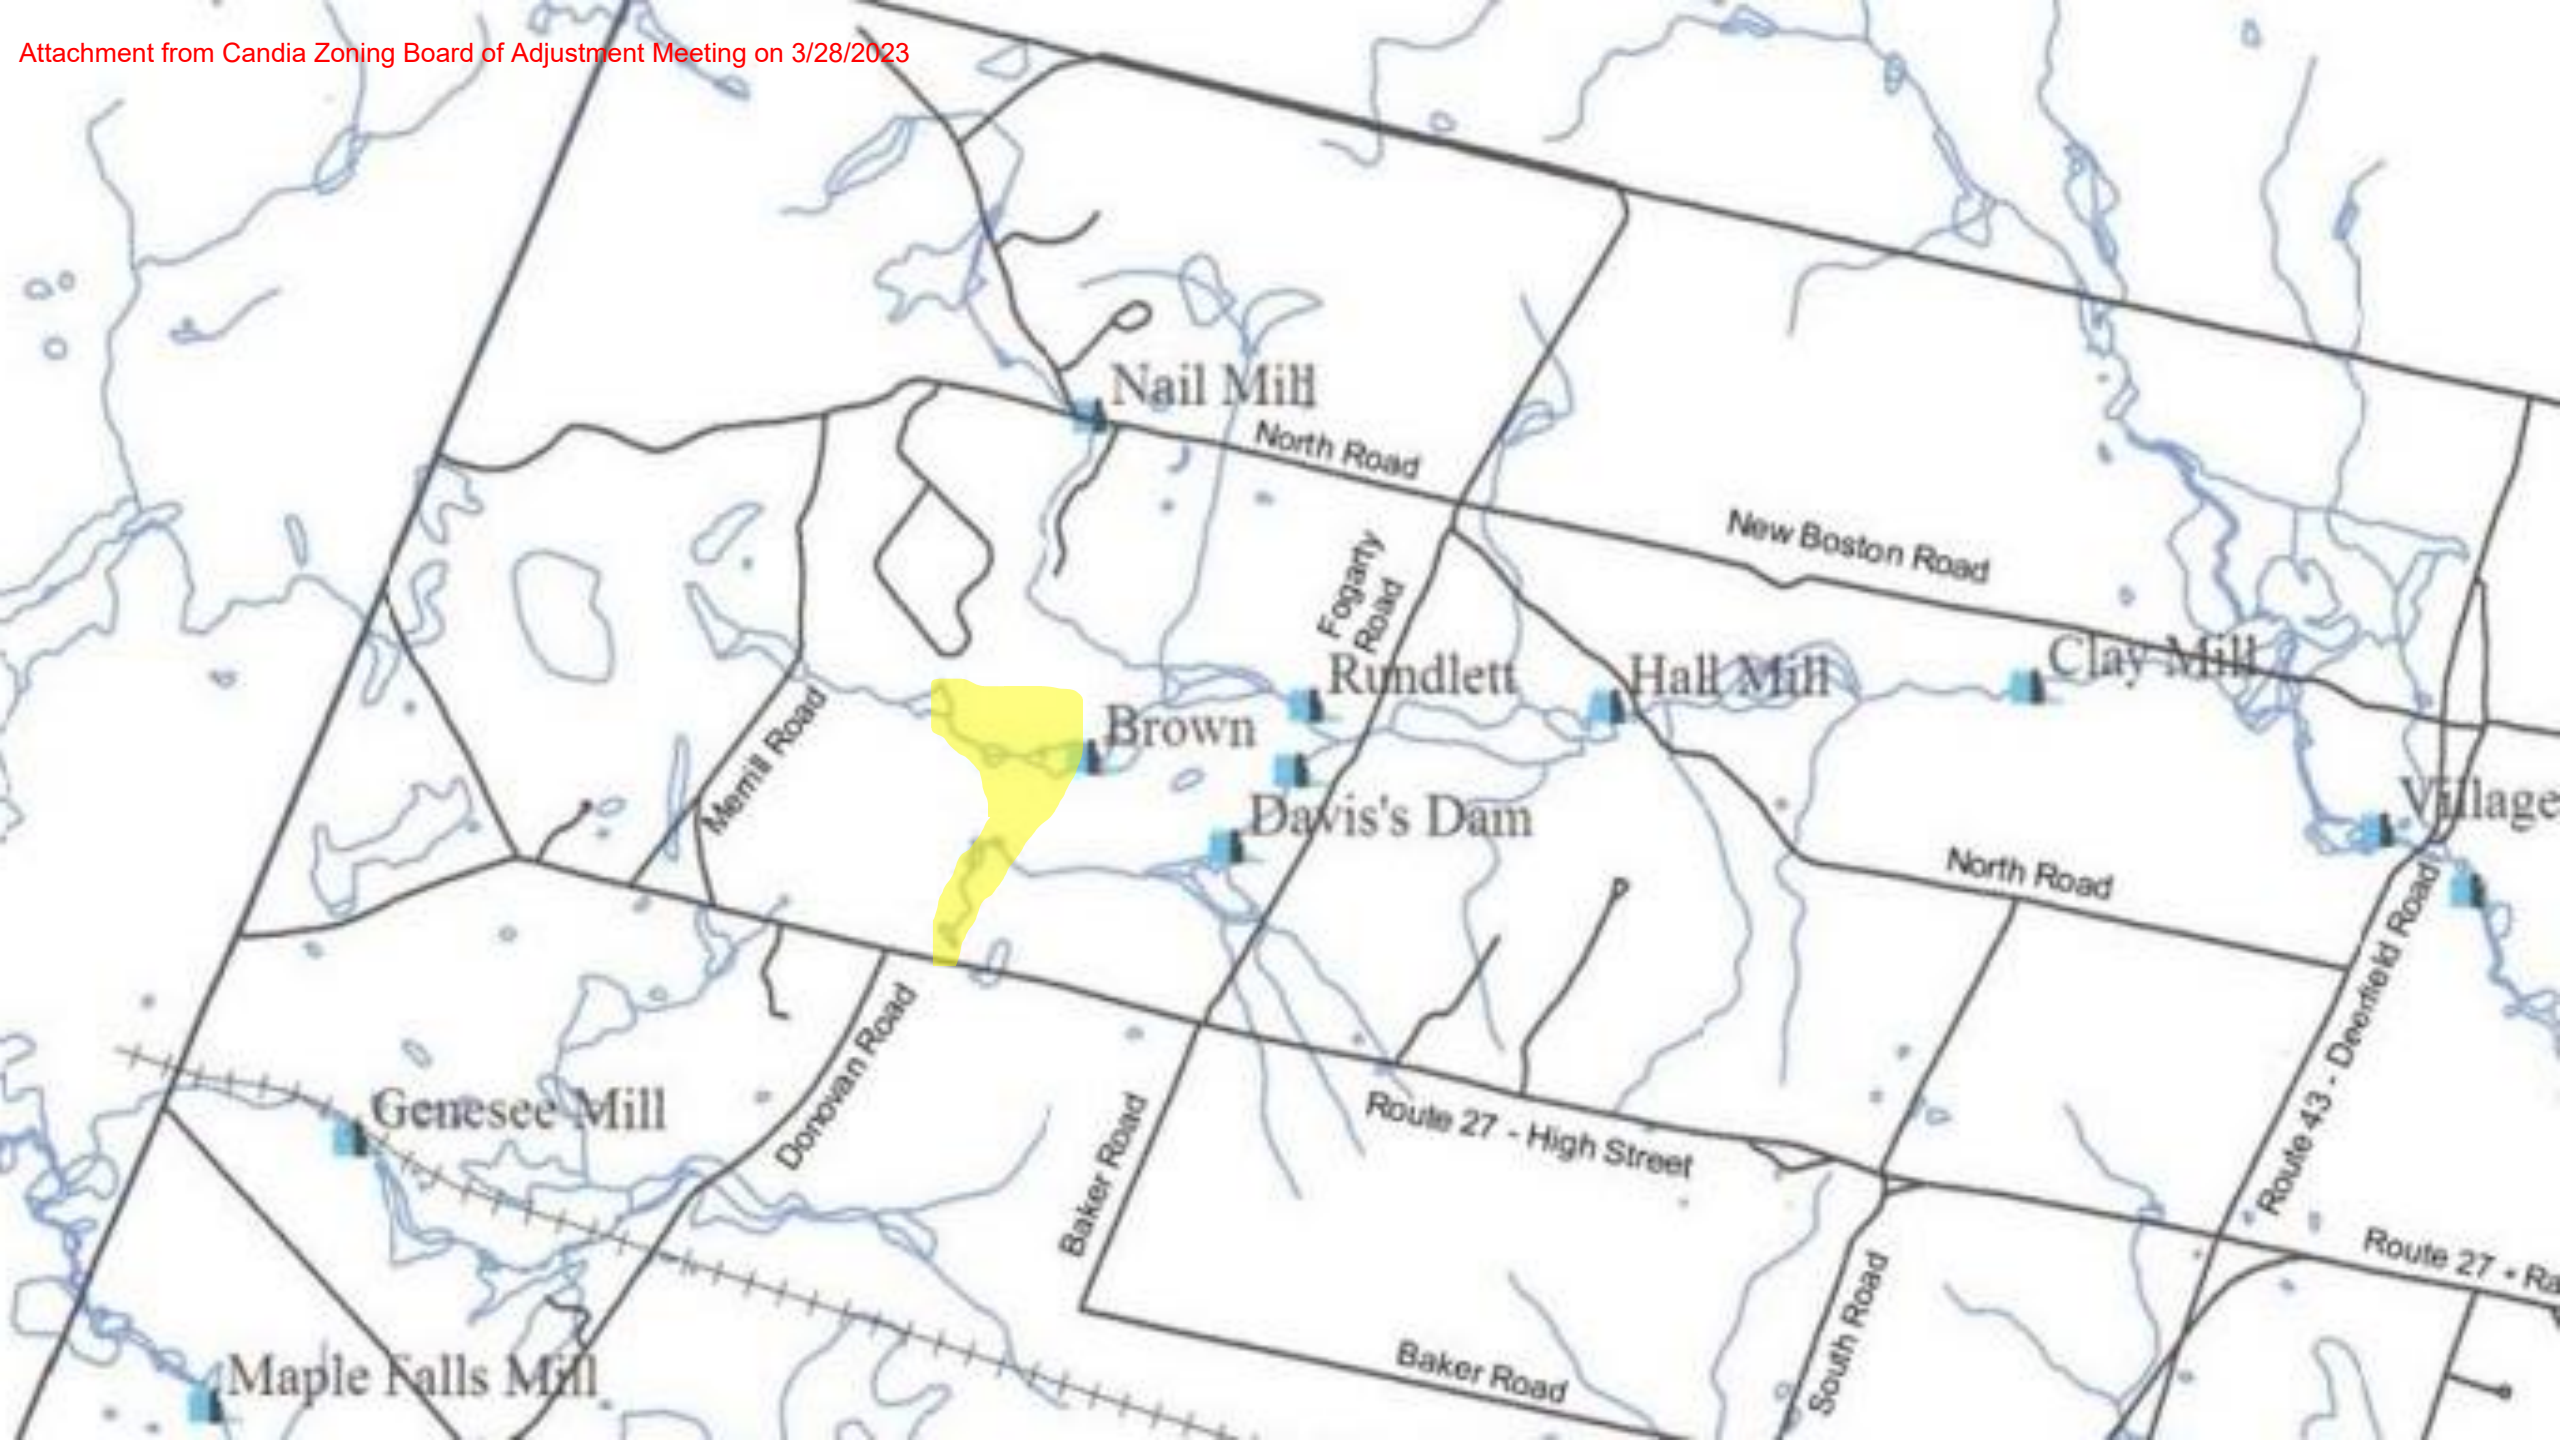 Attachment from Candia Zoning Board of Adjustment Meeting on 3/28/2023
Nail Mill
North Road
New Boston Road
Fogarty
Road
Rundlett
Hall Mill
Clay Mill
Merrill Road
Brown
Davis's Dam
Village
North Road
Route 43 - Deerfield Road
Donovan Road
Genesee Mill
Baker Road
Route 27 - High Street
Route 27 - Ra
South Road
Baker Road
Maple Falls Mill